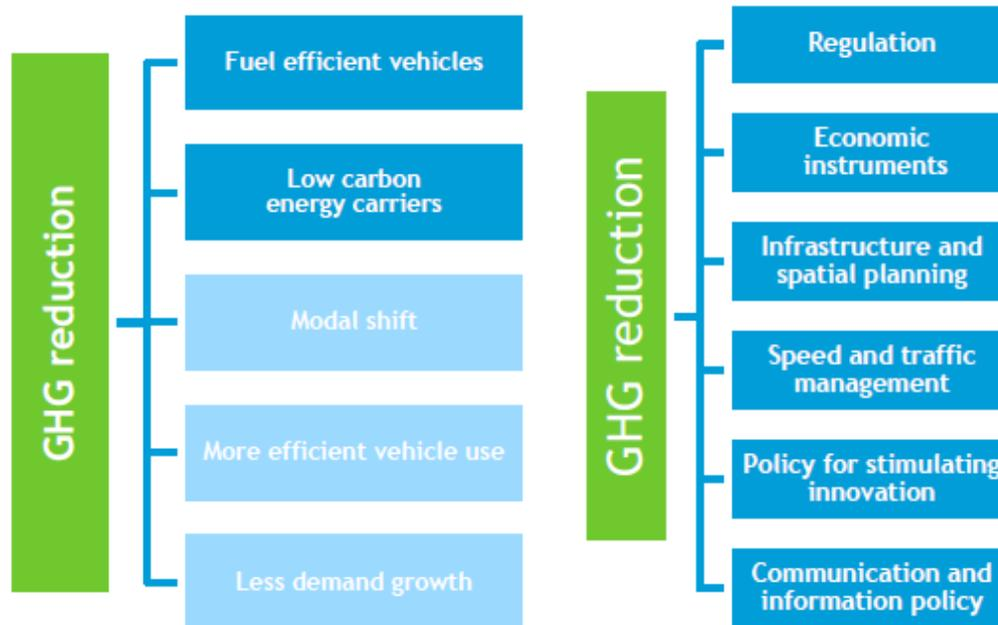 GHG reduction
Fuel efficient vehicles
Low carbon
energy carriers
Modal shift
More efficient vehicle use
Less demand growth
GHG reduction
Regulation
Economic
instruments
Infrastructure and
spatial planning
Speed and traffic
management
Policy for stimulating
innovation
Communication and
information policy